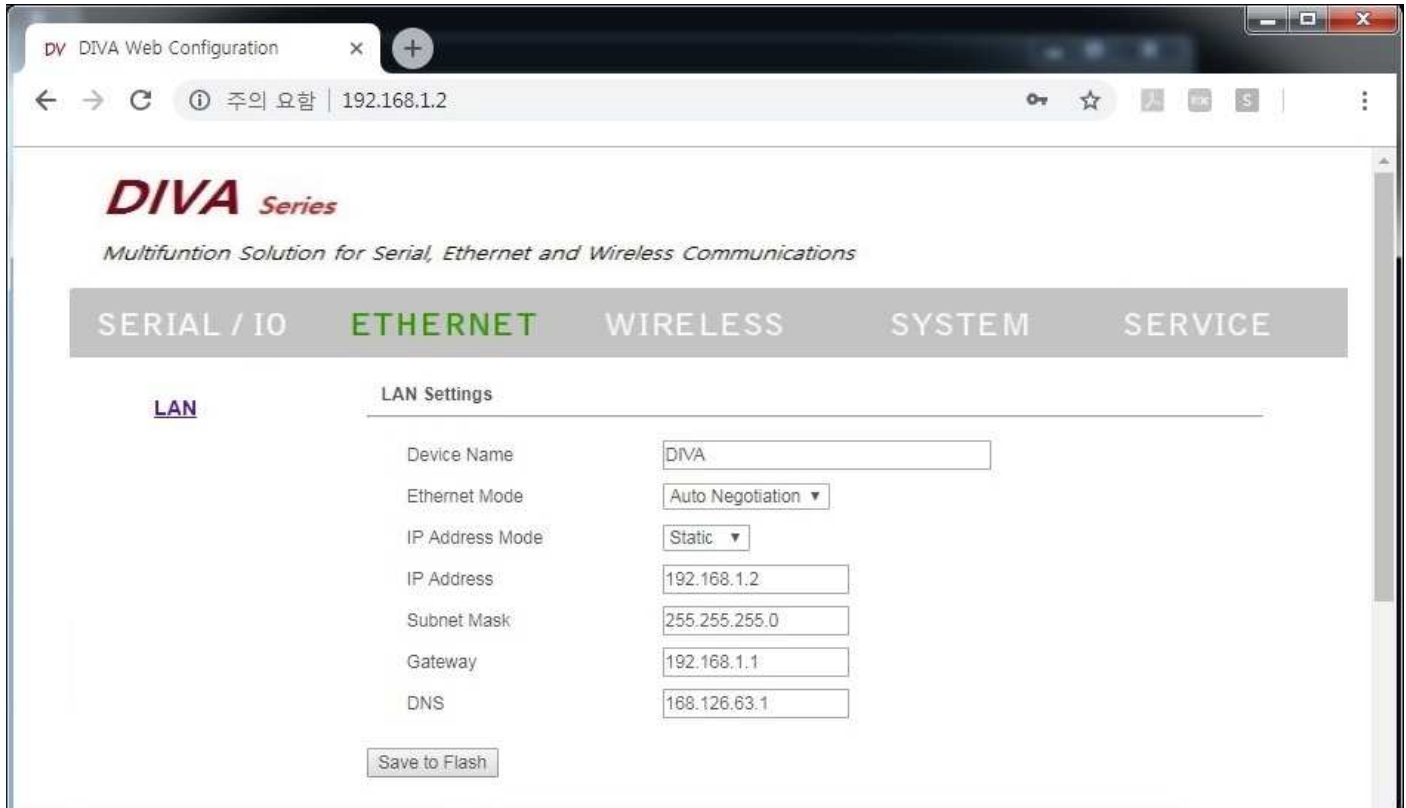 DV DIVA Web Configuration
주의 요함 192.168.1.2
DIVA Series
Multifuntion Solution for Serial, Ethernet and Wireless Communications
SERIAL / IO ETHERNET WIRELESS SYSTEM SERVICE
LAN
LAN Settings
Device Name DIVA
Ethernet Mode Auto Negotiation
IP Address Mode Static
IP Address 192.168.1.2
Subnet Mask 255.255.255.0
Gateway 192.168.1.1
DNS 168.126.63.1
Save to Flash